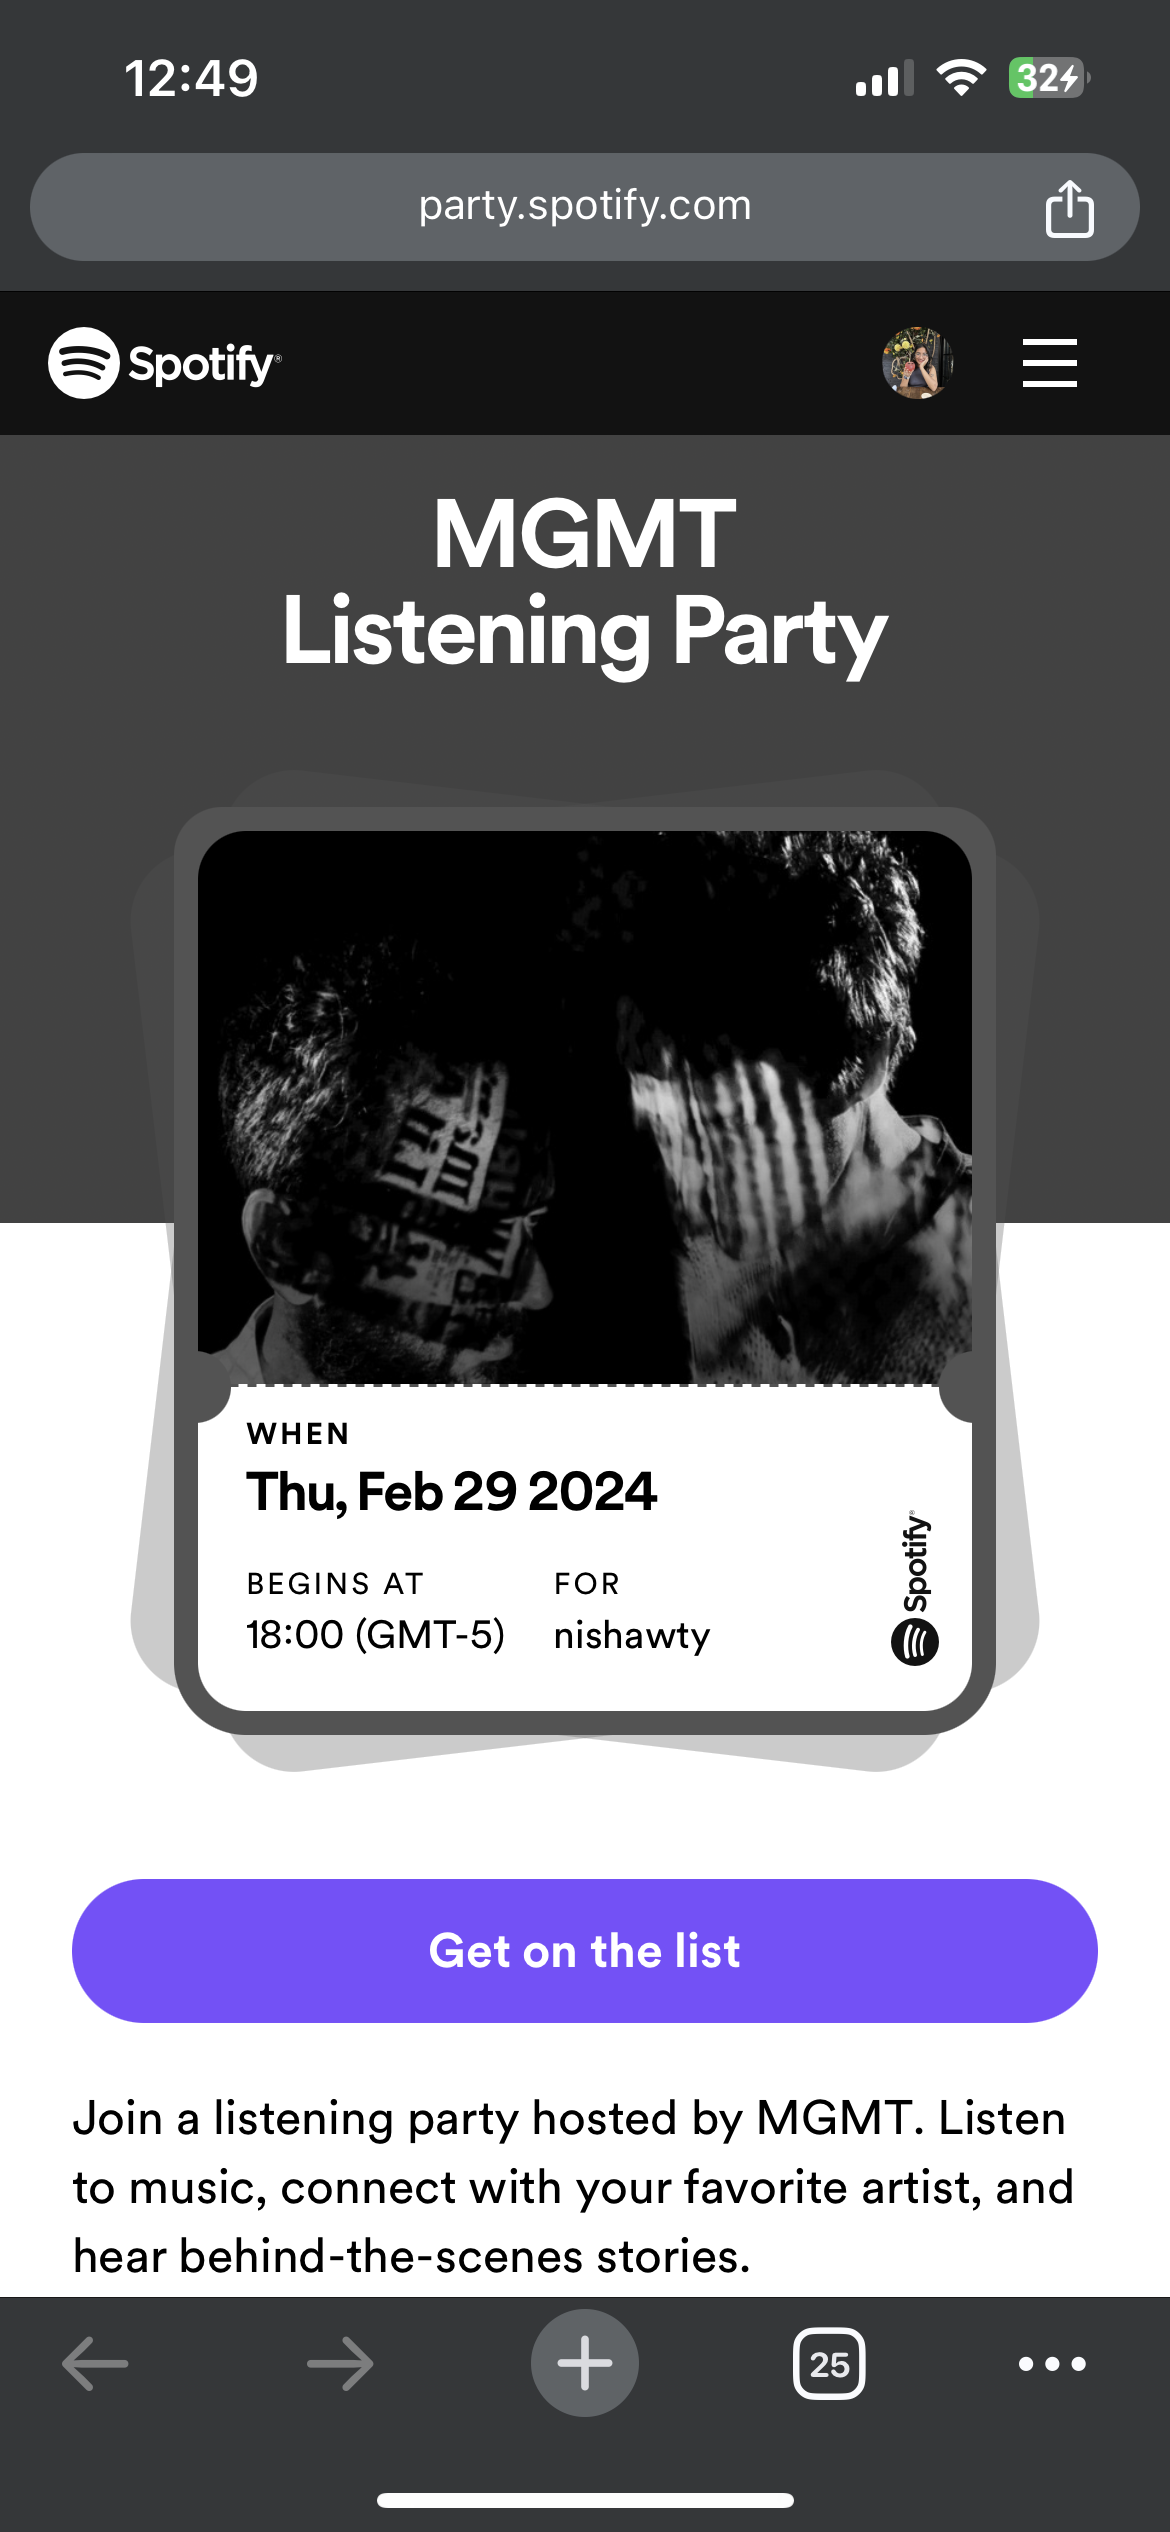 12:49
32
party.spotify.com
Spotify®
MGMT
Listening Party
WHEN
Thu, Feb 29 2024
BEGINS AT
FOR
18:00 (GMT-5)
nishawty
Spotify®
Get on the list
Join a listening party hosted by MGMT. Listen
to music, connect with your favorite artist, and
hear behind-the-scenes stories.
25